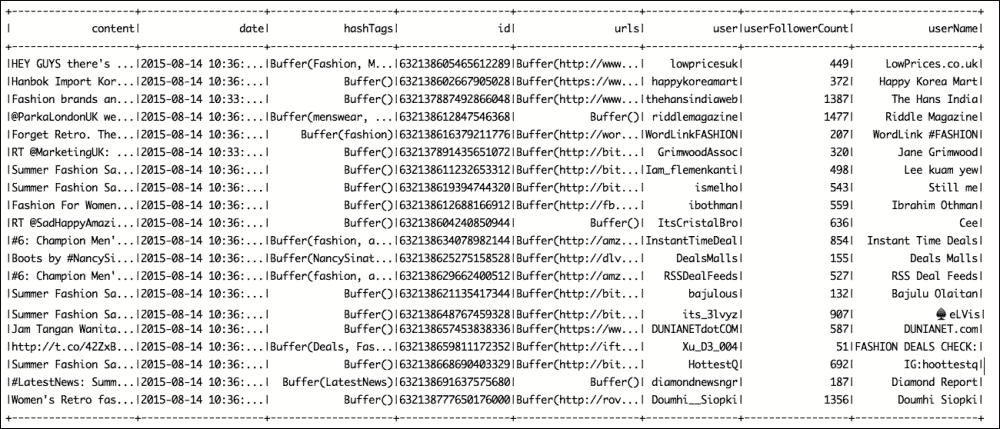 | content| date| hashTags| id| urls| user|userFollowerCount| userName|
|HEY GUYS there's ...|2015-08-14 10:36:...|Buffer(Fashion, M...|632138605465612289|Buffer(http://www...| lowpricesuk| 449| LowPrices.co.uk|
|Hanbok Import Kor...|2015-08-14 10:36:...| Buffer()|632138602667905028|Buffer(https://ww...| happykoreamart| 372| Happy Korea Mart|
|Fashion brands an...|2015-08-14 10:33:...| Buffer()|632137887492866048|Buffer(http://www...|thehansindiaweb| 1387| The Hans India|
|@ParkaLondonUK we...|2015-08-14 10:36:...|Buffer(menswear, ...|632138612847546368| Buffer()| riddlemagazine| 1477| Riddle Magazine|
|Forget Retro. The...|2015-08-14 10:36:...| Buffer(fashion)|632138616379211776|Buffer(http://wor...|WordLinkFASHION| 207| WordLink #FASHION|
|RT @MarketingUK: ...|2015-08-14 10:33:...| Buffer()|632137891435651072|Buffer(http://bit...| GrimwoodAssoc| 320| Jane Grimwood|
|Summer Fashion Sa...|2015-08-14 10:36:...| Buffer()|632138611232653312|Buffer(http://bit...|Iam_flemenkanti| 498| Lee kuam yew|
|Summer Fashion Sa...|2015-08-14 10:36:...| Buffer()|632138619394744320|Buffer(http://bit...| ismelho| 543| Still me|
|Fashion For Women...|2015-08-14 10:36:...| Buffer()|632138612688166912|Buffer(http://fb....| ibothman| 559| Ibrahim Othman|
|RT @SadHappyAmazi...|2015-08-14 10:36:...| Buffer()|632138604240850944| Buffer()| ItsCristalBro| 636| Cee|
|#6: Champion Men'...|2015-08-14 10:36:...|Buffer(fashion, a...|632138634078982144|Buffer(http://amz...|InstantTimeDeal| 854| Instant Time Deals|
|Boots by #NancySi...|2015-08-14 10:36:...|Buffer(NancySinat...|632138625275158528|Buffer(http://dlv...| DealsMalls| 155| Deals Malls|
|#6: Champion Men'...|2015-08-14 10:36:...|Buffer(fashion, a...|632138629662400512|Buffer(http://amz...| RSSDealFeeds| 527| RSS Deal Feeds|
|Summer Fashion Sa...|2015-08-14 10:36:...| Buffer()|632138621135417344|Buffer(http://bit...| bajulous| 132| Bajulu Olaitan|
|Summer Fashion Sa...|2015-08-14 10:36:...| Buffer()|632138648767459328|Buffer(http://bit...| its_3lvyz| 907| ♠eLVis|
|Jam Tangan Wanita...|2015-08-14 10:36:...| Buffer()|632138657453838336|Buffer(https://ww...| DUNIANETdotCOM| 587| DUNIANET.com|
|http://t.co/42ZxB...|2015-08-14 10:36:...|Buffer(Deals, Fas...|632138659811172352|Buffer(http://ift...| Xu_D3_004| 51|FASHION DEALS CHECK:|
|Summer Fashion Sa...|2015-08-14 10:36:...| Buffer()|632138668690403329|Buffer(http://bit...| HottestQ| 692| IG:hoottestq|
|#LatestNews: Summ...|2015-08-14 10:36:...| Buffer(LatestNews)|632138691637575680| Buffer()| diamondnewsngr| 187| Diamond Report|
|Women's Retro fas...|2015-08-14 10:36:...| Buffer()|632138777650176000|Buffer(http://rov...| Doumhi__Siopki| 1356| Doumhi Siopki|